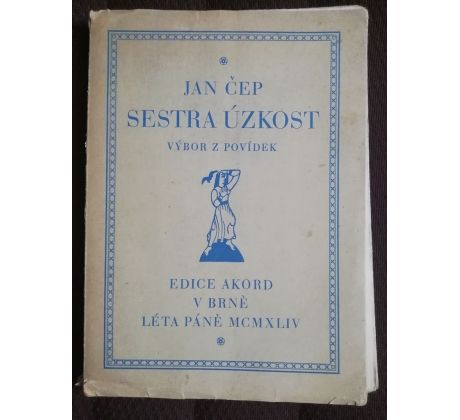 JAN ČEP
SESTRA ÚZKOST
VÝBOR Z POVÍDEK
EDICE AKORD
V BRNĚ
LÉTA PÁNĚ MCMXLIV